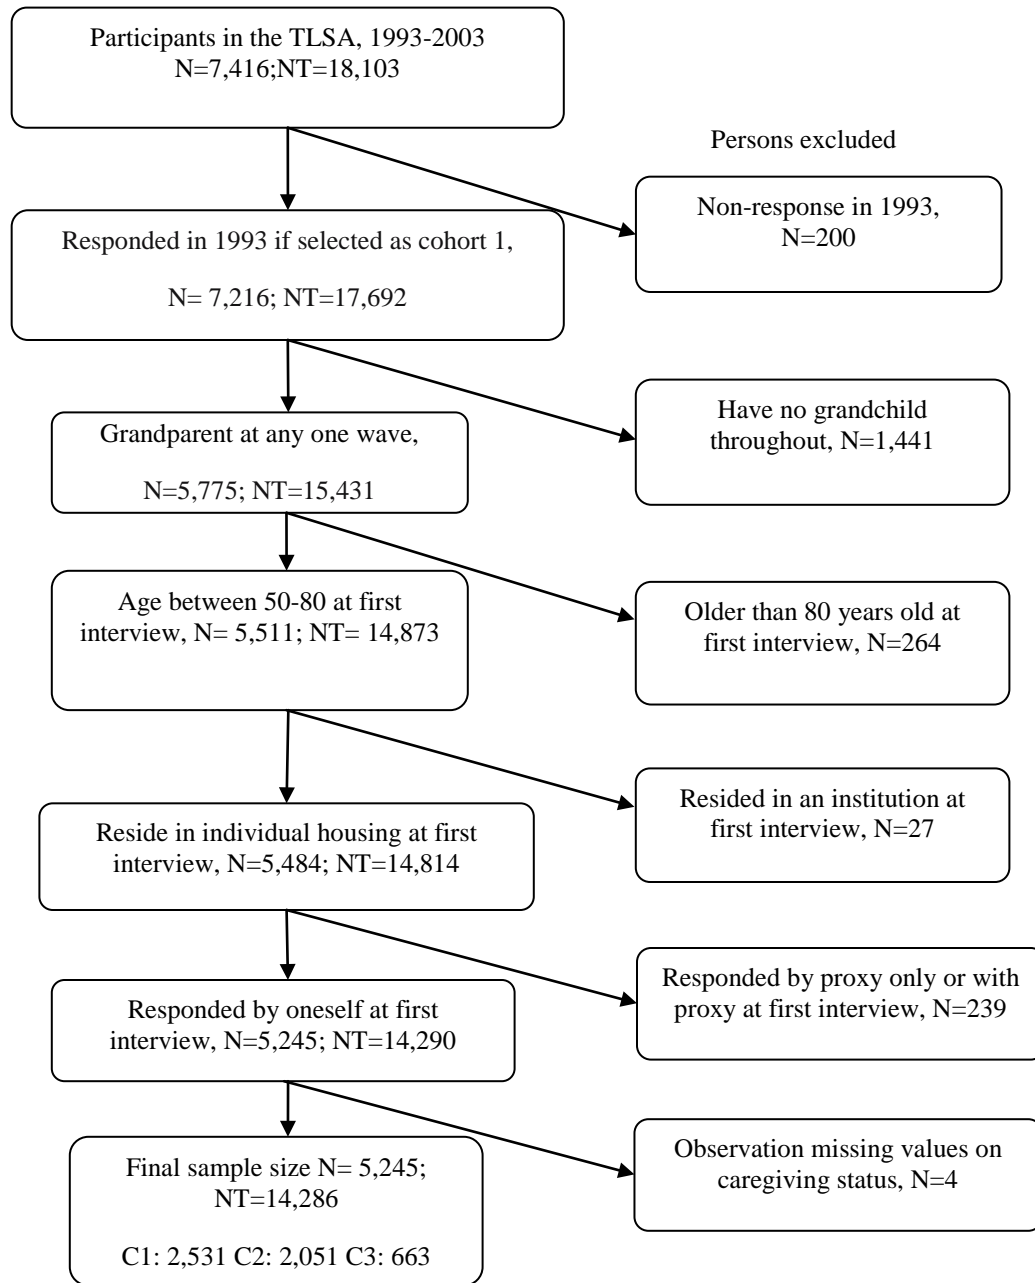 Participants in the TLSA, 1993-2003
N=7,416;NT=18,103
Persons excluded
Non-response in 1993,
N=200
Responded in 1993 if selected as cohort 1,
N= 7,216; NT=17,692
Have no grandchild
throughout, N=1,441
Grandparent at any one wave,
N=5,775; NT=15,431
Age between 50-80 at first
interview, N= 5,511; NT= 14,873
Older than 80 years old at
first interview, N=264
Resided in an institution at
first interview, N=27
Reside in individual housing at first
interview, N=5,484; NT=14,814
Responded by proxy only or with
proxy at first interview, N=239
Responded by oneself at first
interview, N=5,245; NT=14,290
Observation missing values on
caregiving status, N=4
Final sample size N= 5,245;
NT=14,286
C1: 2,531 C2: 2,051 C3: 663